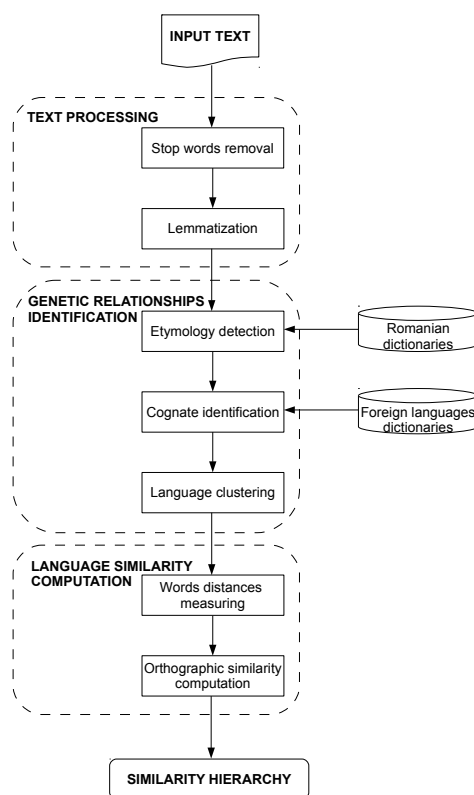 INPUT TEXT
TEXT PROCESSING
Stop words removal
Lemmatization
GENETIC RELATIONSHIPS
IDENTIFICATION
Etymology detection
Romanian
dictionaries
Cognate identification
Foreign languages
dictionaries
Language clustering
LANGUAGE SIMILARITY
COMPUTATION
Words distances
measuring
Orthographic similarity
computation
SIMILARITY HIERARCHY